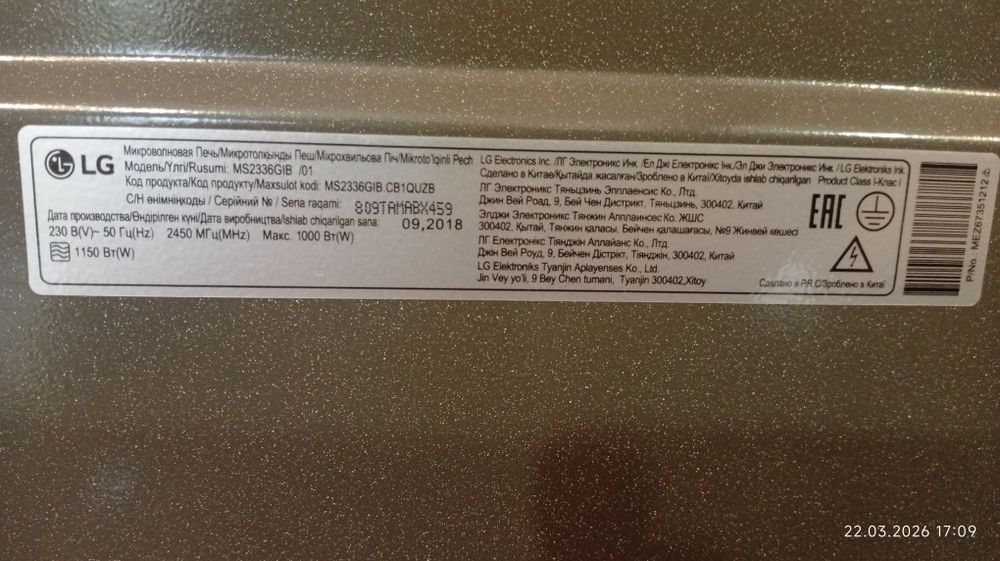 LG
Микроволновая Печь/Микротолқынды Пеш/Мікрохвильова Піч/Mikroto'lqinli Pech
Модель/Үлгі/Rusumi: MS2336GIB /01
Код продукта/Код продукту/Maxsulot kodi: MS2336GIB CB1QUZB
С/Н өнімніңкоды / Серійний № / Seria raqami: 809TAMABX459
Дата производства/Өндірілген күні/Дата виробництва/Ishlab chiqarilgan sana: 09,2018
230 В(V)~ 50 Гц(Hz) 2450 МГц(MHz) Макс. 1000 Вт(W)
1150 Вт(W)
LG Electronics Inc. /ЛГ Электроникс Инк. /Ел Джі Електронікс Інк./Эл Джи Электроникс Инк. / LG Elektroniks Ink.
Сделано в Китае/Қытайда жасалған/Зроблено в Китаї/Xitoyda ishlab chiqarilgan Product Class I-Клас I
ЛГ Электроникс Тяньцзинь Эпплаенсис Ко., Лтд.
Джин Вей Роад, 9, Бей Чен Дистрикт, Тяньцзинь, 300402, Китай
Элджи Электроникс Тянжин Апплаинсес Ко. ЖШС
300402, Қытай, Тянжин қаласы, Бейчен қалашағасы, №9 Жинвей көшесі
ЛГ Електронікс Тіянджін Аплайанс Ко., Лтд.
Джін Вей Роуд, 9, Бейчен Дістрікт, Тіянджін, 300402, Китай
LG Elektroniks Tyanjin Aplayenses Ko., Ltd.
Jin Vey yo'li, 9 Bey Chen tumani, Tyanjin 300402,Xitoy
EAC
Сделано в P.R.C/Зроблено в Китаї
P/No.: MEZ67351212
22.03.2026 17:09